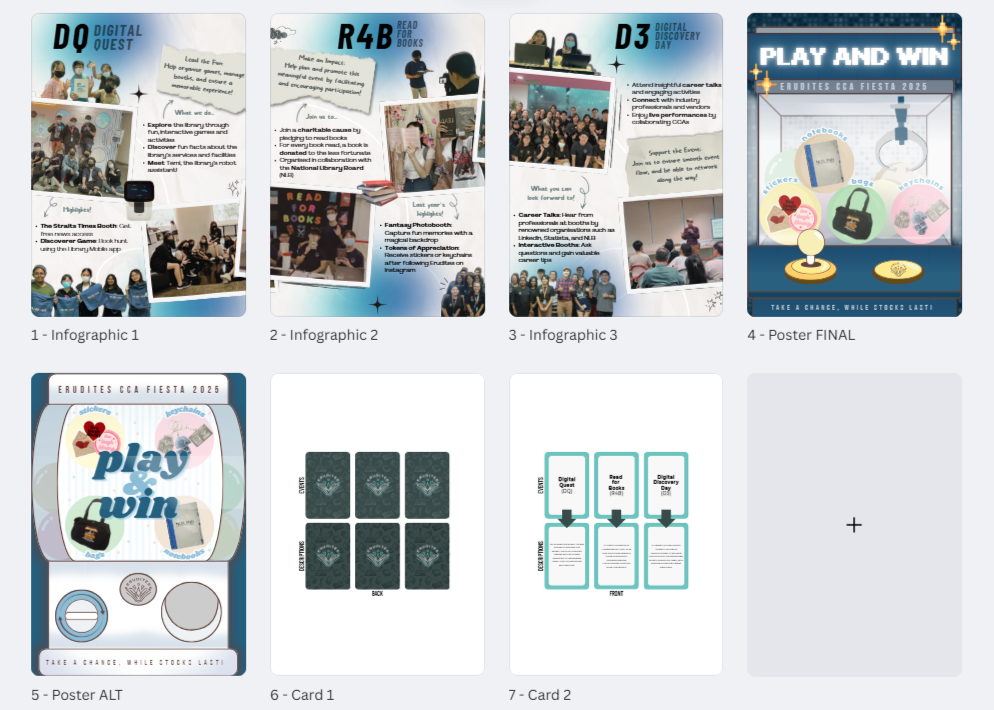 DQ DIGITAL
QUEST
Lead the Fun
Help organise games, manage
booths, and ensure a
memorable experience!
What we do...
Explore the library through
fun, interactive games and
activities
Discover fun facts about the
library's services and facilities
Meet Temi, the library's robot
assistant!
Highlights!
The Straits Times Booth: Get
free news access
Discoverer Game: Book hunt
using the Library Mobile app
1 - Infographic 1
R4B READ
FOR
BOOKS
Make an Impact:
Help plan and promote this
meaningful event by facilitating
and encouraging participation!
Join us to...
Join a charitable cause by
pledging to read books
For every book read, a book is
donated to the less fortunate
Organised in collaboration with
the National Library Board
(NLB)
READ
FOR
BOOKS
Last year's
highlights!
Fantasy Photobooth:
Capture fun memories with a
magical backdrop
Tokens of Appreciation:
Receive stickers or keychains
after following Erudites on
Instagram
2 - Infographic 2
D3 DIGITAL
DISCOVERY
DAY
Attend insightful career talks
and engaging activities
Connect with industry
professionals and vendors
Enjoy live performances by
collaborating CCAs
Support the Event:
Join us to ensure smooth event
flow, and be able to network
along the way!
What you can
look forward to!
Career Talks: Hear from
professionals at booths by
renowned organisations such as
LinkedIn, Statista, and NLB
Interactive Booths: Ask
questions and gain valuable
career tips
3 - Infographic 3
PLAY AND WIN
ERUDITES CCA FIESTA 2025
notebooks
stickers
bags
keychains
TAKE A CHANCE, WHILE STOCKS LAST!
4 - Poster FINAL
ERUDITES CCA FIESTA 2025
stickers
keychains
play
&
win
bags
notebooks
TAKE A CHANCE, WHILE STOCKS LAST!
5 - Poster ALT
EVENTS
DESCRIPTIONS
BACK
6 - Card 1
EVENTS
Digital
Quest
(DQ)
Read
for
Books
(R4B)
Digital
Discovery
Day
(D3)
DESCRIPTIONS
FRONT
7 - Card 2